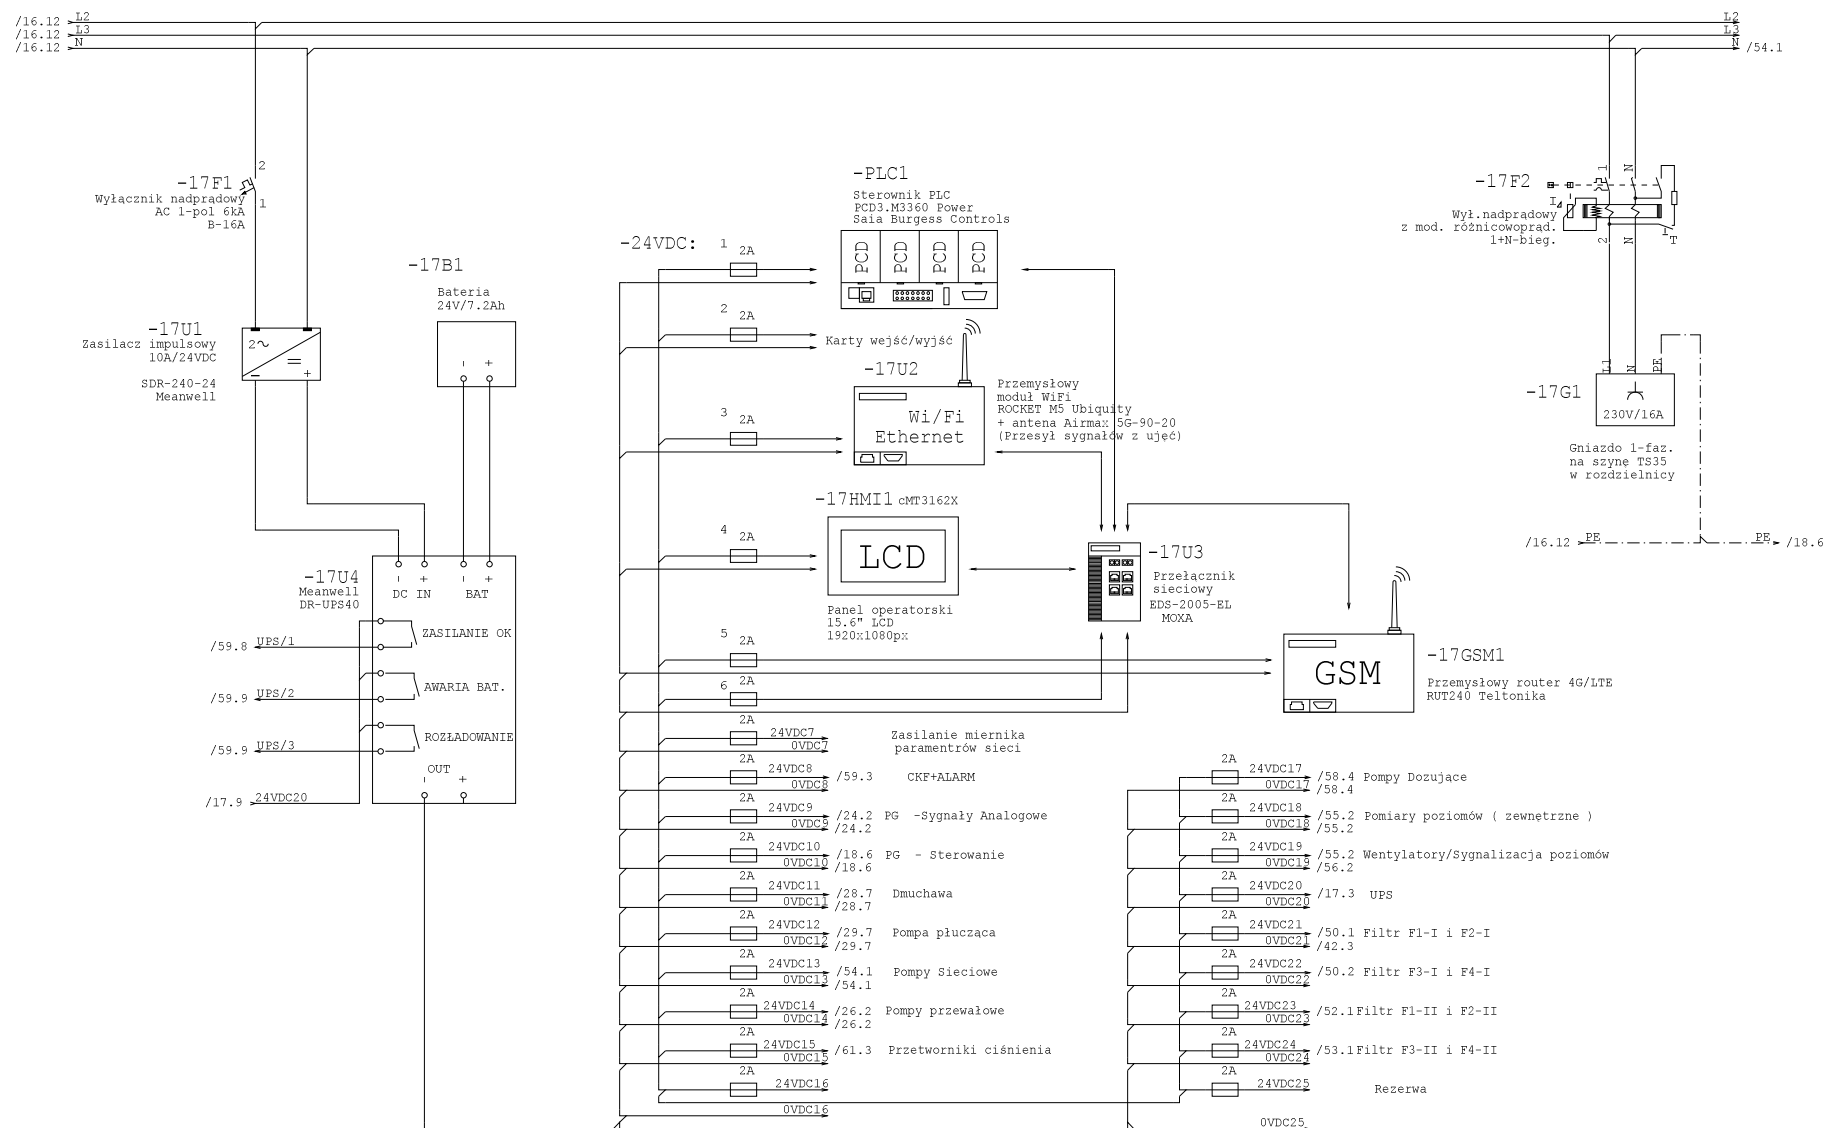 /16.12 L2 L2
/16.12 L3 L3
/16.12 N N /54.1
-17F1
Wyłącznik nadprądowy
AC 1-pol 6kA
B-16A
2
1
-17U1
Zasilacz impulsowy
10A/24VDC
SDR-240-24
Meanwell
2
- +
-17B1
Bateria
24V/7.2Ah
- +
-17U4
Meanwell
DR-UPS40
- + - +
DC IN BAT
ZASILANIE OK
/59.8 UPS/1
AWARIA BAT.
/59.9 UPS/2
ROZŁADOWANIE
/59.9 UPS/3
OUT
- +
/17.9 24VDC20
-24VDC:
1 2A
-PLC1
Sterownik PLC
PCD3.M3360 Power
Saia Burgess Controls
PCD PCD PCD PCD
2 2A
Karty wejść/wyjść
-17U2
3 2A
Wi/Fi
Ethernet
Przemysłowy
moduł WiFi
ROCKET M5 Ubiquity
+ antena Airmax 5G-90-20
(Przesył sygnałów z ujęć)
-17HMI1 cMT3162X
4 2A
LCD
Panel operatorski
15.6" LCD
1920x1080px
-17U3
Przełącznik
sieciowy
EDS-2005-EL
MOXA
5 2A
GSM
-17GSM1
Przemysłowy router 4G/LTE
RUT240 Teltonika
6 2A
2A
24VDC7 Zasilanie miernika
0VDC7 paramentrów sieci
2A
24VDC8 /59.3 CKF+ALARM
0VDC8
2A
24VDC9 /24.2 PG -Sygnały Analogowe
0VDC9 /24.2
2A
24VDC10 /18.6 PG - Sterowanie
0VDC10 /18.6
2A
24VDC11 /28.7 Dmuchawa
0VDC11 /28.7
2A
24VDC12 /29.7 Pompa płucząca
0VDC12 /29.7
2A
24VDC13 /54.1 Pompy Sieciowe
0VDC13 /54.1
2A
24VDC14 /26.2 Pompy przewałowe
0VDC14 /26.2
2A
24VDC15 /61.3 Przetworniki ciśnienia
0VDC15
2A
24VDC16
0VDC16
2A
24VDC17 /58.4 Pompy Dozujące
0VDC17 /58.4
2A
24VDC18 /55.2 Pomiary poziomów ( zewnętrzne )
0VDC18 /55.2
2A
24VDC19 /55.2 Wentylatory/Sygnalizacja poziomów
0VDC19 /56.2
2A
24VDC20 /17.3 UPS
0VDC20
2A
24VDC21 /50.1 Filtr F1-I i F2-I
0VDC21 /42.3
2A
24VDC22 /50.2 Filtr F3-I i F4-I
0VDC22
2A
24VDC23 /52.1Filtr F1-II i F2-II
0VDC23
2A
24VDC24 /53.1Filtr F3-II i F4-II
0VDC24
2A
24VDC25 Rezerwa
0VDC25
-17F2
Wył.nadprądowy
z mod. różnicowoprąd.
1+N-bieg.
1 N
I
T
2 N
L1 N PE
-17G1
230V/16A
Gniazdo 1-faz.
na szynę TS35
w rozdzielnicy
/16.12 PE PE /18.6